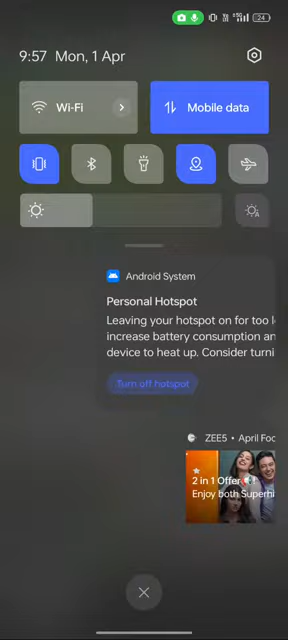 24
9:57 Mon, 1 Apr
Wi-Fi
Mobile data
Android System
Personal Hotspot
Leaving your hotspot on for too
increase battery consumption an
device to heat up. Consider turni
Turn off hotspot
ZEE5 • April Foo
2 in 1 Offer
Enjoy both Superhi